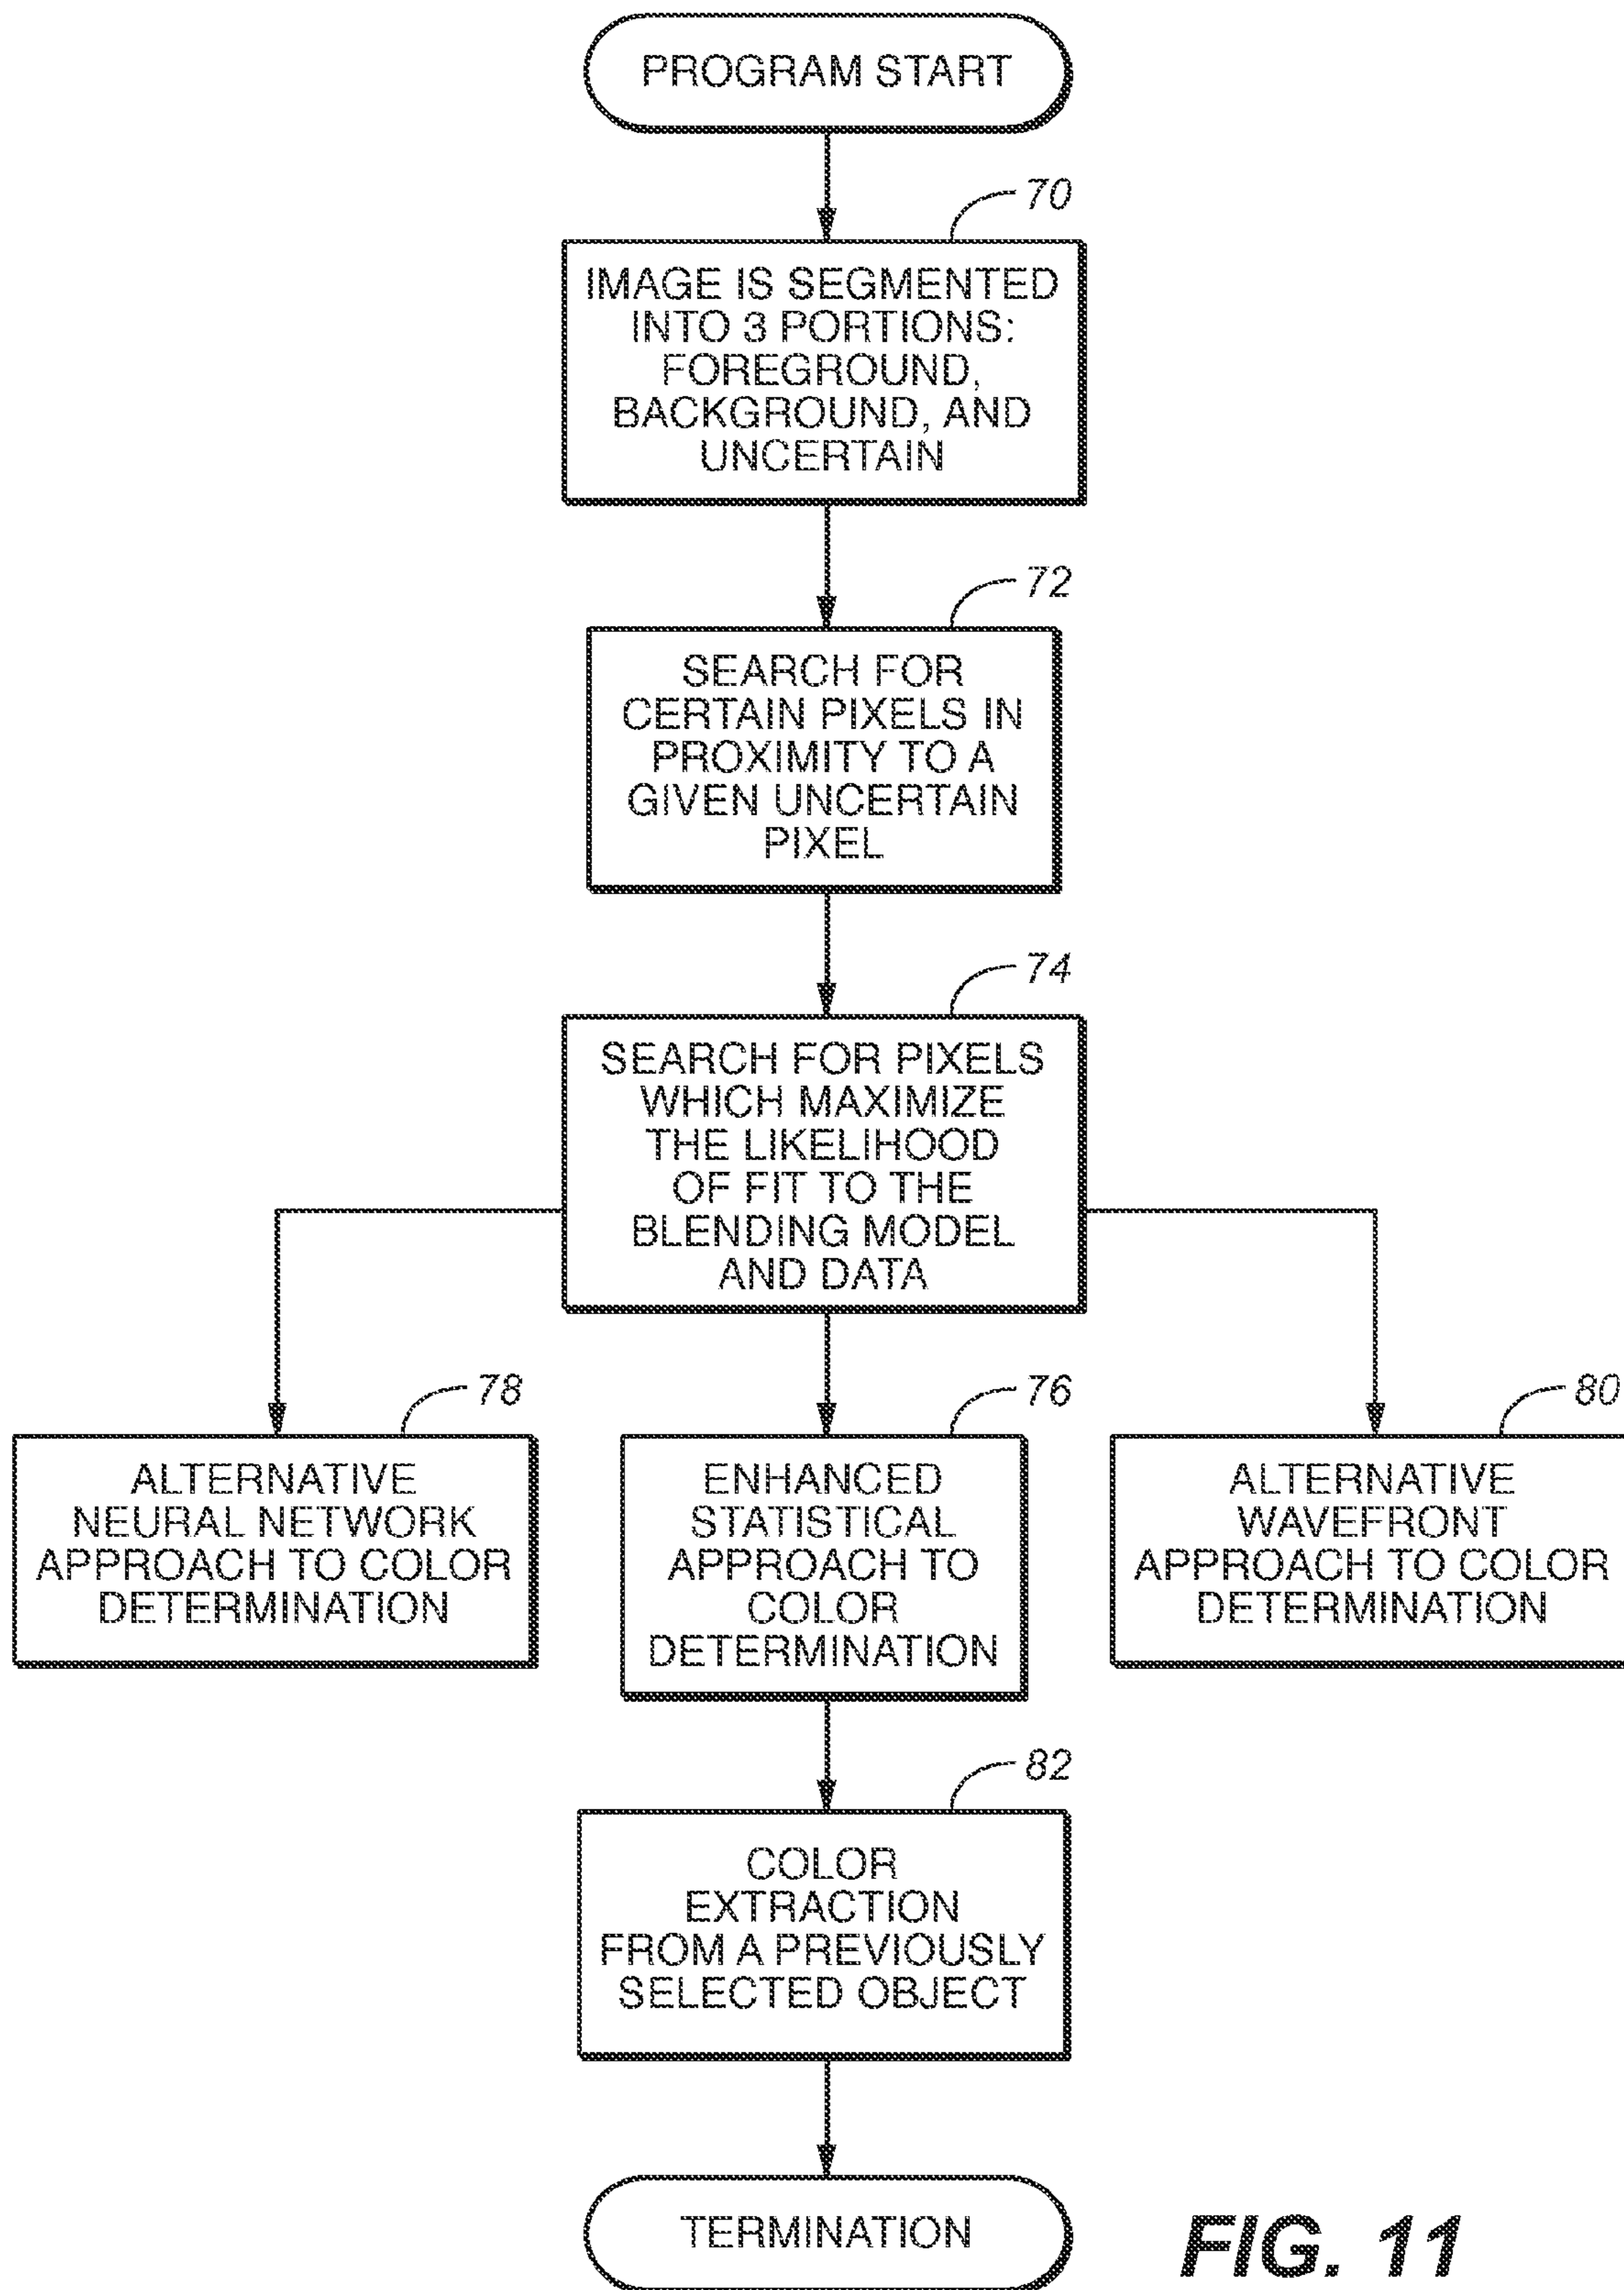 PROGRAM START
70
IMAGE IS SEGMENTED
INTO 3 PORTIONS:
FOREGROUND,
BACKGROUND, AND
UNCERTAIN
72
SEARCH FOR
CERTAIN PIXELS IN
PROXIMITY TO A
GIVEN UNCERTAIN
PIXEL
74
SEARCH FOR PIXELS
WHICH MAXIMIZE
THE LIKELIHOOD
OF FIT TO THE
BLENDING MODEL
AND DATA
78
ALTERNATIVE
NEURAL NETWORK
APPROACH TO COLOR
DETERMINATION
76
ENHANCED
STATISTICAL
APPROACH TO
COLOR
DETERMINATION
80
ALTERNATIVE
WAVEFRONT
APPROACH TO COLOR
DETERMINATION
82
COLOR
EXTRACTION
FROM A PREVIOUSLY
SELECTED OBJECT
TERMINATION
FIG. 11